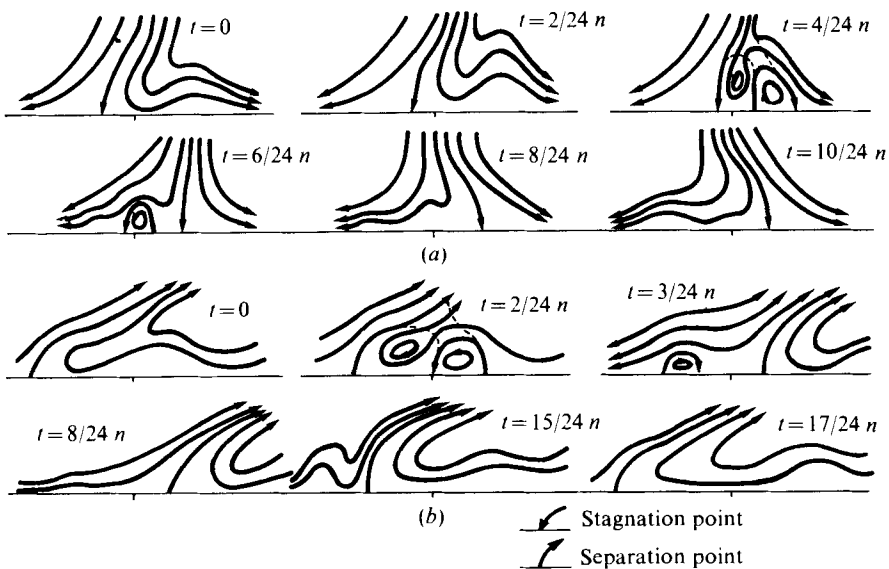 t=0
t=2/24 n
t=4/24 n
t=6/24 n
t=8/24 n
t=10/24 n
(a)
t=0
t=2/24 n
t=3/24 n
t=8/24 n
t=15/24 n
t=17/24 n
(b)
Stagnation point
Separation point